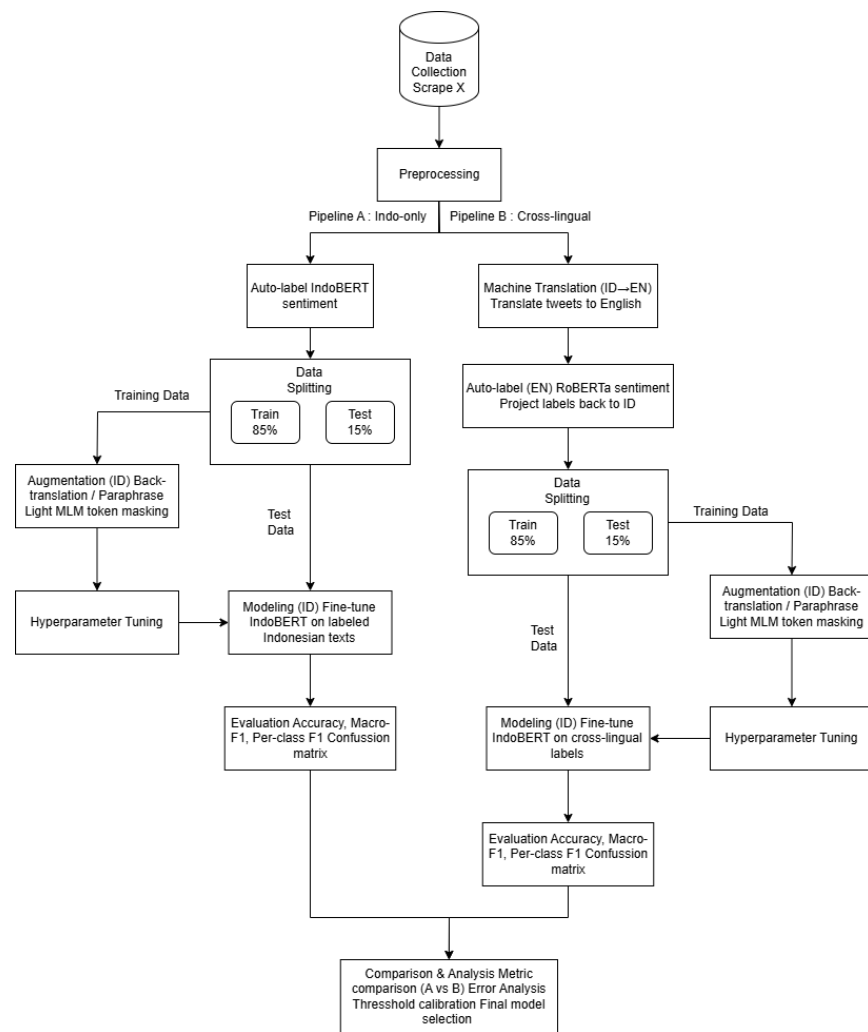 Data
Collection
Scrape X
Preprocessing
Pipeline A : Indo-only
Pipeline B : Cross-lingual
Auto-label IndoBERT
sentiment
Machine Translation (ID→EN)
Translate tweets to English
Data
Splitting
Train
85%
Test
15%
Training Data
Auto-label (EN) RoBERTa sentiment
Project labels back to ID
Augmentation (ID) Back-
translation / Paraphrase
Light MLM token masking
Test
Data
Data
Splitting
Train
85%
Test
15%
Training Data
Hyperparameter Tuning
Modeling (ID) Fine-tune
IndoBERT on labeled
Indonesian texts
Test
Data
Augmentation (ID) Back-
translation / Paraphrase
Light MLM token masking
Evaluation Accuracy, Macro-
F1, Per-class F1 Confussion
matrix
Modeling (ID) Fine-tune
IndoBERT on cross-lingual
labels
Hyperparameter Tuning
Evaluation Accuracy, Macro-
F1, Per-class F1 Confussion
matrix
Comparison & Analysis Metric
comparison (A vs B) Error Analysis
Thresshold calibration Final model
selection